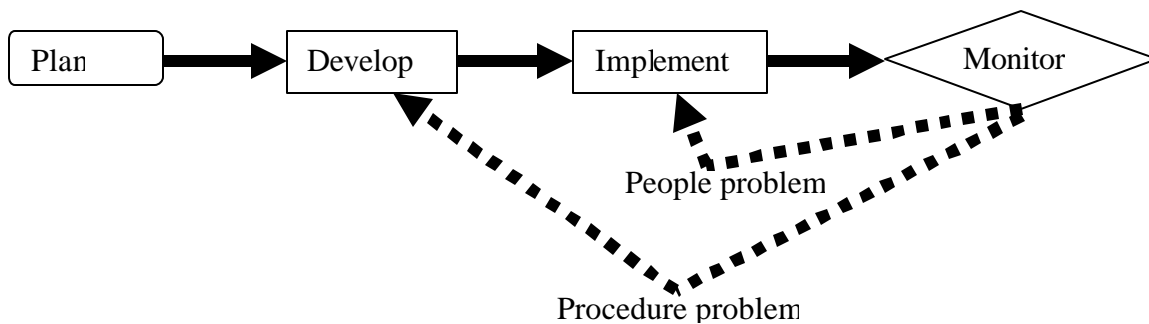 Plan
Develop
Implement
Monitor
People problem
Procedure problem